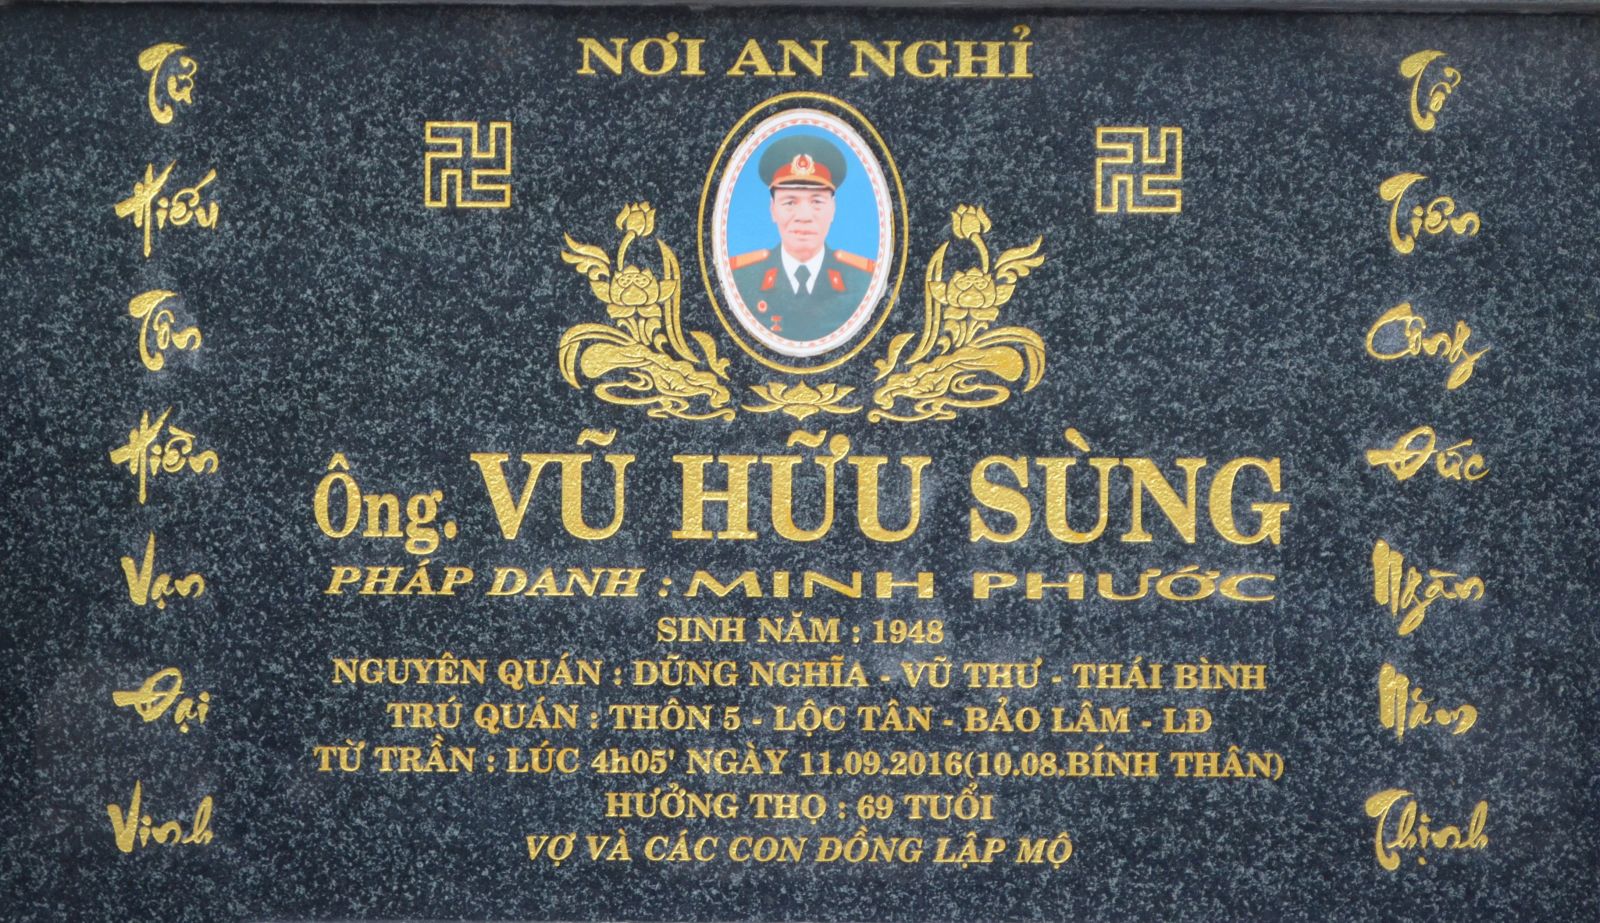 NƠI AN NGHỈ
Tử Hiếu Tôn Hiền Vạn Đại Vinh
Tổ Tiên Công Đức Ngàn Năm Thịnh
Ông. VŨ HỮU SÙNG
PHÁP DANH : MINH PHƯỚC
SINH NĂM : 1948
NGUYÊN QUÁN : DŨNG NGHĨA - VŨ THƯ - THÁI BÌNH
TRÚ QUÁN : THÔN 5 - LỘC TÂN - BẢO LÂM - LĐ
TỪ TRẦN : LÚC 4h05' NGÀY 11.09.2016(10.08.BÍNH THÂN)
HƯỞNG THỌ : 69 TUỔI
VỢ VÀ CÁC CON ĐỒNG LẬP MỘ